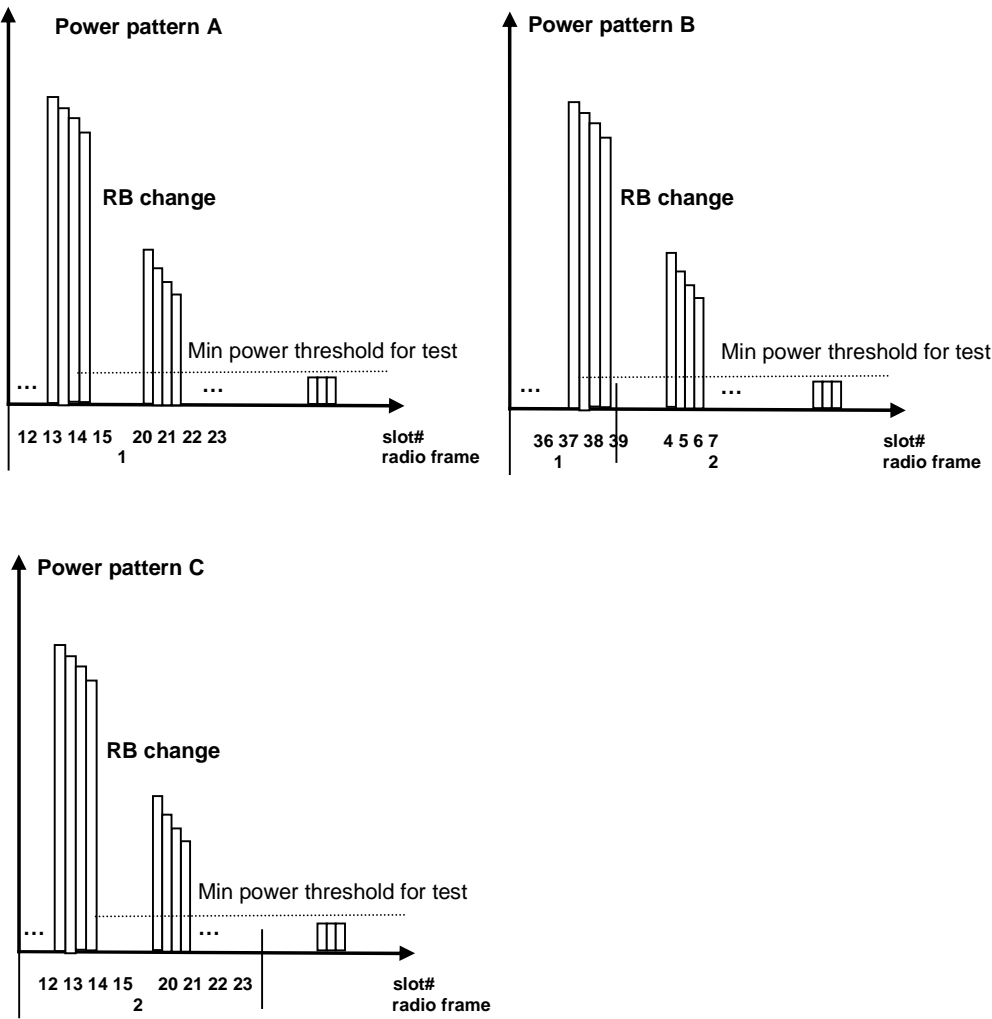 Power pattern A
RB change
Min power threshold for test
...
...
12 13 14 15 20 21 22 23 slot#
1 radio frame
Power pattern B
RB change
Min power threshold for test
...
...
36 37 38 39 4 5 6 7 slot#
1 2 radio frame
Power pattern C
RB change
Min power threshold for test
...
...
12 13 14 15 20 21 22 23 slot#
2 radio frame